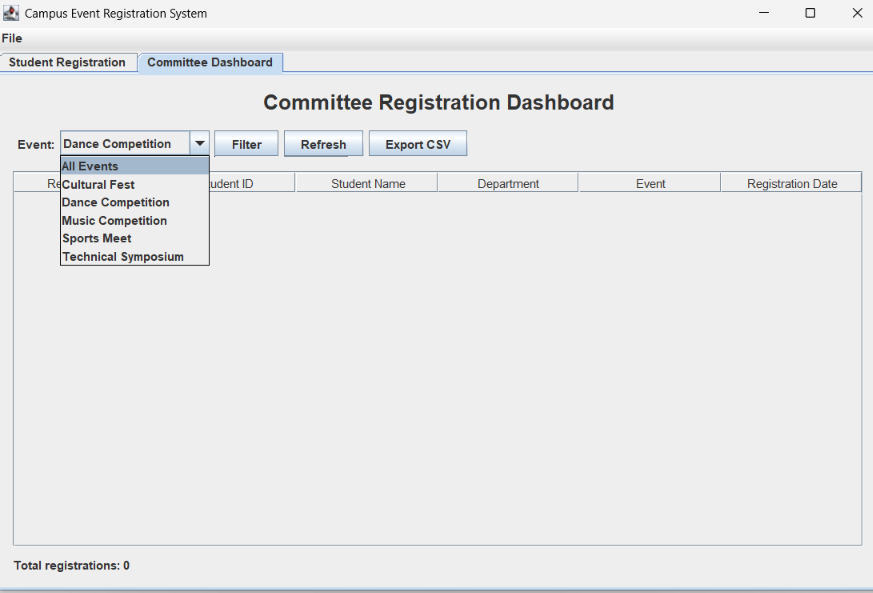 Campus Event Registration System
File
Student Registration Committee Dashboard
Committee Registration Dashboard
Event: Dance Competition Filter Refresh Export CSV
All Events
Cultural Fest
Dance Competition
Music Competition
Sports Meet
Technical Symposium
Student Name Department Event Registration Date
Total registrations: 0